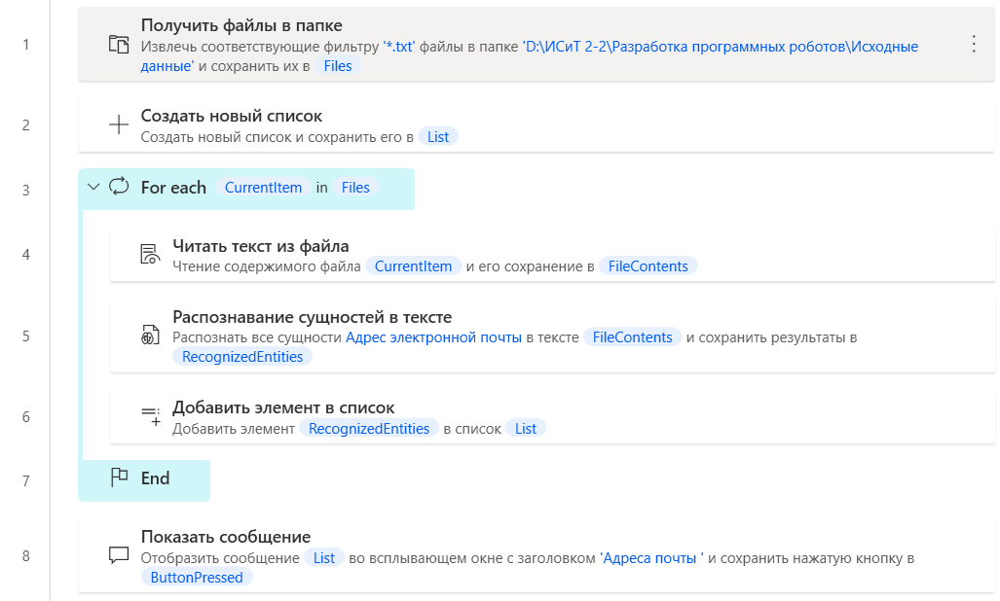 1
Получить файлы в папке
Извлечь соответствующие фильтру '*.txt' файлы в папке 'D:\ИСиТ 2-2\Разработка программных роботов\Исходные
данные' и сохранить их в Files
2
Создать новый список
Создать новый список и сохранить его в List
3
For each CurrentItem in Files
4
Читать текст из файла
Чтение содержимого файла CurrentItem и его сохранение в FileContents
5
Распознавание сущностей в тексте
Распознать все сущности Адрес электронной почты в тексте FileContents и сохранить результаты в
RecognizedEntities
6
Добавить элемент в список
Добавить элемент RecognizedEntities в список List
7
End
8
Показать сообщение
Отобразить сообщение List во всплывающем окне с заголовком 'Адреса почты ' и сохранить нажатую кнопку в
ButtonPressed